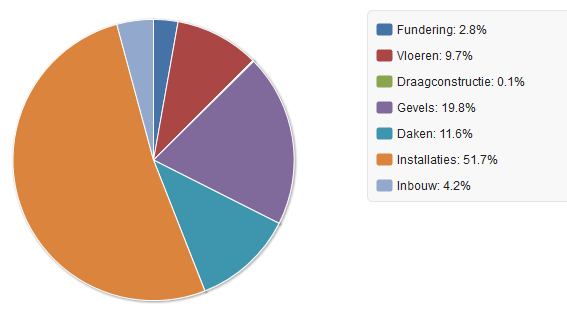 Fundering: 2.8%
Vloeren: 9.7%
Draagconstructie: 0.1%
Gevels: 19.8%
Daken: 11.6%
Installaties: 51.7%
Inbouw: 4.2%